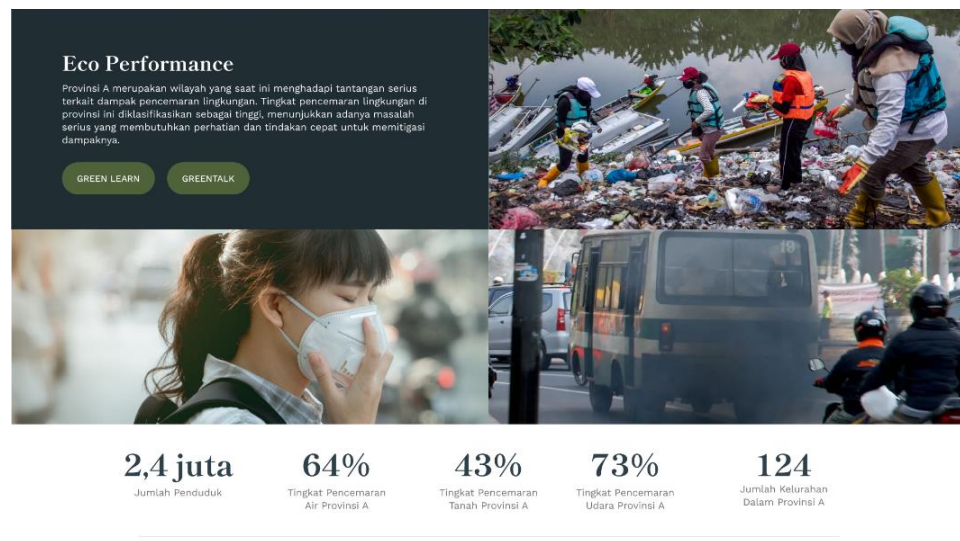 Eco Performance
Provinsi A merupakan wilayah yang saat ini menghadapi tantangan serius
terkait dampak pencemaran lingkungan. Tingkat pencemaran lingkungan di
provinsi ini diklasifikasikan sebagai tinggi, menunjukkan adanya masalah
serius yang membutuhkan perhatian dan tindakan cepat untuk memitigasi
dampaknya.
GREEN LEARN
GREENTALK
19
2,4 juta
Jumlah Penduduk
64%
Tingkat Pencemaran
Air Provinsi A
43%
Tingkat Pencemaran
Tanah Provinsi A
73%
Tingkat Pencemaran
Udara Provinsi A
124
Jumlah Kelurahan
Dalam Provinsi A